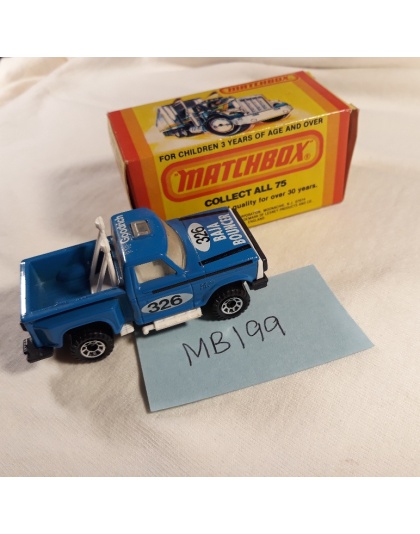 MATCHBOX
FOR CHILDREN 3 YEARS OF AGE AND OVER
MATCHBOX
COLLECT ALL 75
quality for over 30 years.
ENGLAND
Goodrich
326
BAJA
BOUNCER
326
MB199